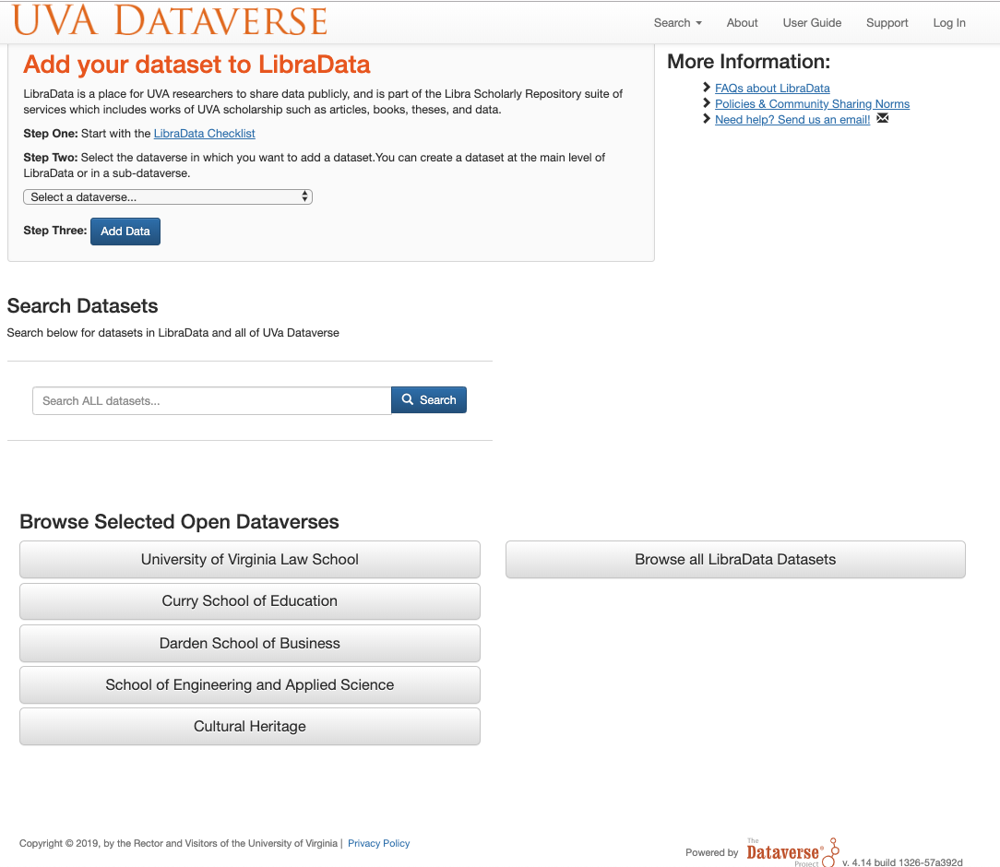 UVA DATAVERSE
Search About User Guide Support Log In
Add your dataset to LibraData
LibraData is a place for UVA researchers to share data publicly, and is part of the Libra Scholarly Repository suite of
services which includes works of UVA scholarship such as articles, books, theses, and data.
Step One: Start with the LibraData Checklist
Step Two: Select the dataverse in which you want to add a dataset.You can create a dataset at the main level of
LibraData or in a sub-dataverse.
Select a dataverse...
Step Three: Add Data
More Information:
FAQs about LibraData
Policies & Community Sharing Norms
Need help? Send us an email!
Search Datasets
Search below for datasets in LibraData and all of UVa Dataverse
Search ALL datasets... Search
Browse Selected Open Dataverses
University of Virginia Law School
Curry School of Education
Darden School of Business
School of Engineering and Applied Science
Cultural Heritage
Browse all LibraData Datasets
Copyright © 2019, by the Rector and Visitors of the University of Virginia | Privacy Policy
Powered by The Dataverse® Project v. 4.14 build 1326-57a392d